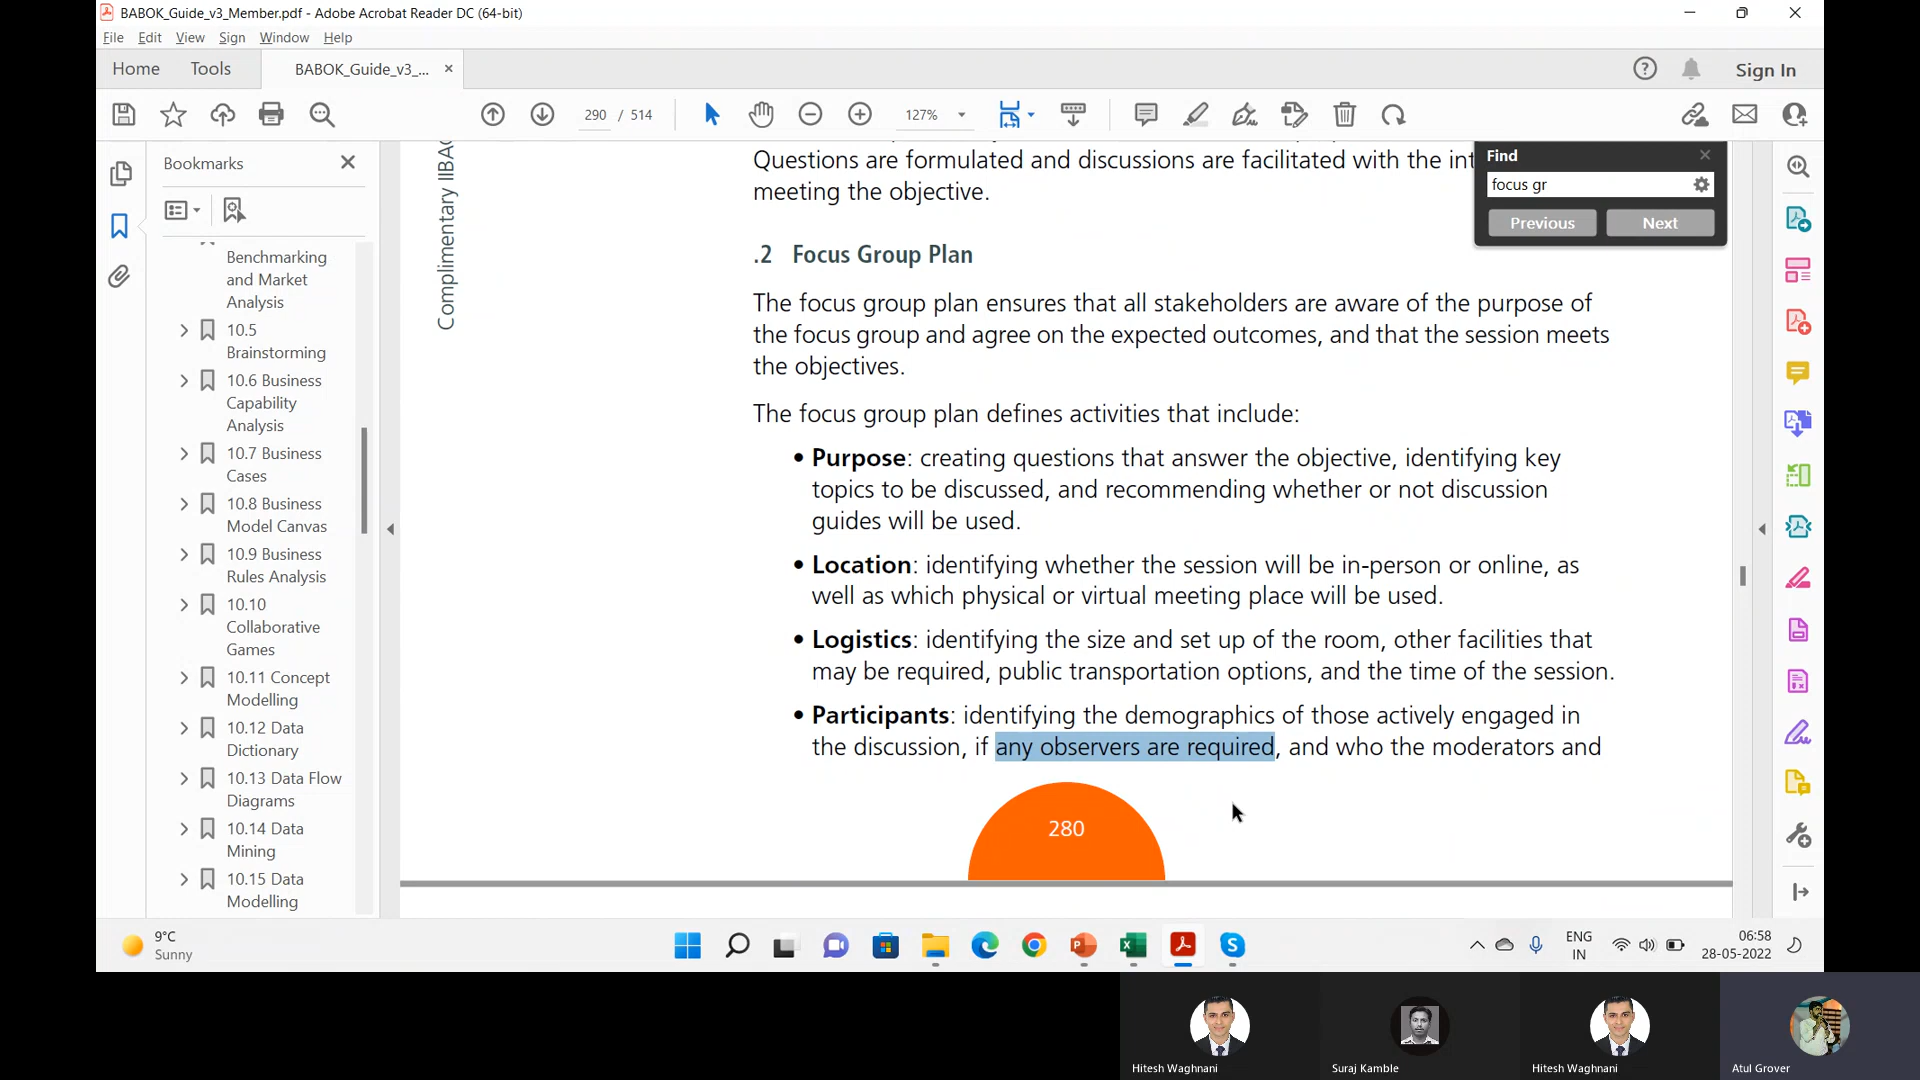 BABOK_Guide_v3_Member.pdf - Adobe Acrobat Reader DC (64-bit)
File Edit View Sign Window Help
Home Tools BABOK_Guide_v3_... × Sign In
290 / 514 127%
Bookmarks
Benchmarking
and Market
Analysis
10.5
Brainstorming
10.6 Business
Capability
Analysis
10.7 Business
Cases
10.8 Business
Model Canvas
10.9 Business
Rules Analysis
10.10
Collaborative
Games
10.11 Concept
Modelling
10.12 Data
Dictionary
10.13 Data Flow
Diagrams
10.14 Data
Mining
10.15 Data
Modelling
Complimentary IIBA
Questions are formulated and discussions are facilitated with the int
meeting the objective.
Find
focus gr
Previous Next
.2 Focus Group Plan
The focus group plan ensures that all stakeholders are aware of the purpose of
the focus group and agree on the expected outcomes, and that the session meets
the objectives.
The focus group plan defines activities that include:
• Purpose: creating questions that answer the objective, identifying key
topics to be discussed, and recommending whether or not discussion
guides will be used.
• Location: identifying whether the session will be in-person or online, as
well as which physical or virtual meeting place will be used.
• Logistics: identifying the size and set up of the room, other facilities that
may be required, public transportation options, and the time of the session.
• Participants: identifying the demographics of those actively engaged in
the discussion, if any observers are required, and who the moderators and
280
9°C
Sunny
ENG
IN
06:58
28-05-2022
Hitesh Waghnani
Suraj Kamble
Hitesh Waghnani
Atul Grover